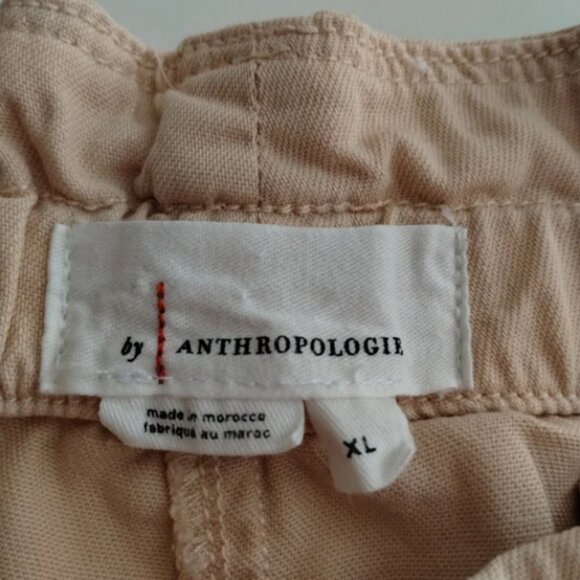 by ANTHROPOLOGIE
made in morocco
fabriqué au maroc
XL